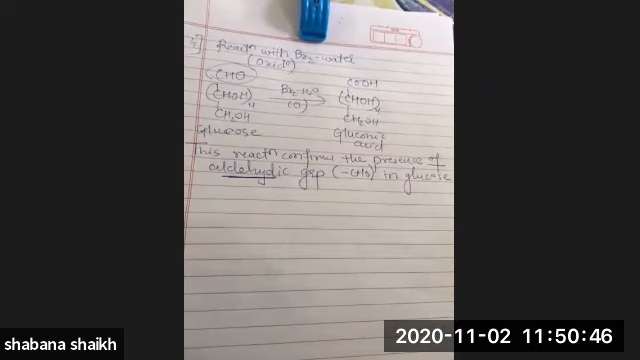 Reactn with Br2-water
(Oxidn)
CHO
(CHOH)4
CH2OH
Glucose
Br2-H2O
(O)
COOH
(CHOH)4
CH2OH
Gluconic
acid
This reactn confirms the presence of
aldehydic grp (-CHO) in glucose
shabana shaikh
2020-11-02 11:50:46